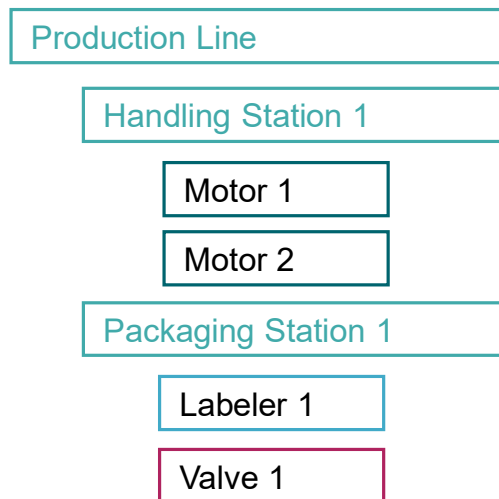 Production Line
Handling Station 1
Motor 1
Motor 2
Packaging Station 1
Labeler 1
Valve 1